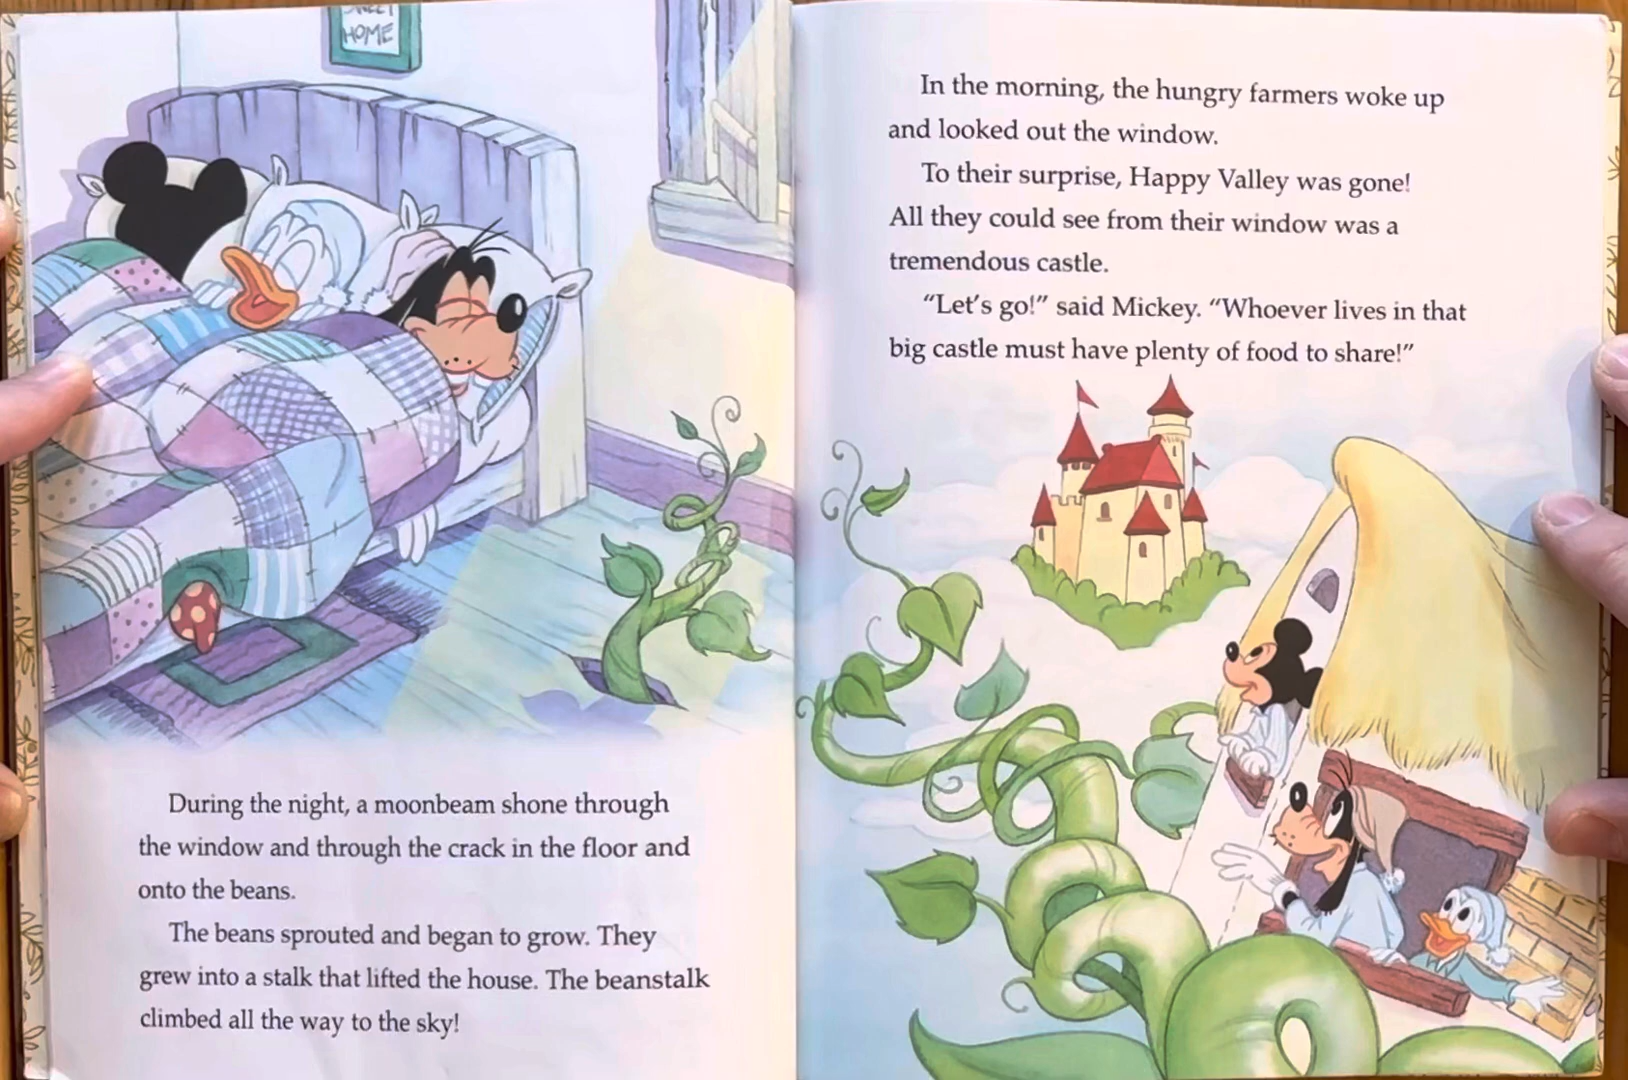 HOME
During the night, a moonbeam shone through
the window and through the crack in the floor and
onto the beans.
The beans sprouted and began to grow. They
grew into a stalk that lifted the house. The beanstalk
climbed all the way to the sky!
In the morning, the hungry farmers woke up
and looked out the window.
To their surprise, Happy Valley was gone!
All they could see from their window was a
tremendous castle.
“Let’s go!” said Mickey. “Whoever lives in that
big castle must have plenty of food to share!”